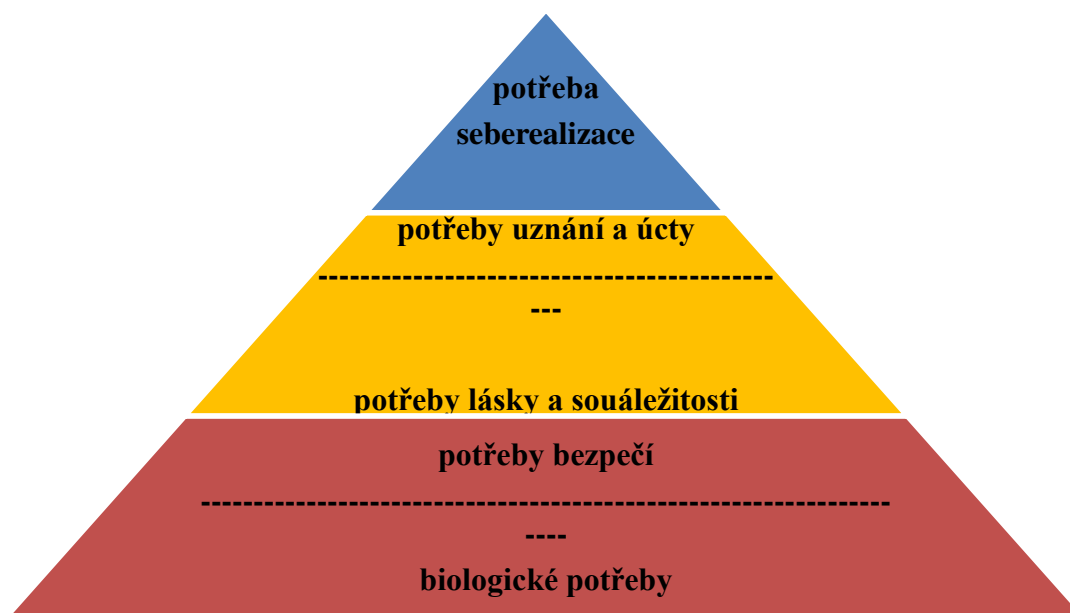 potřeba
seberealizace
potřeby uznání a úcty
--------------------------------------------
---
potřeby lásky a souáležitosti
potřeby bezpečí
-------------------------------------------------------------------
----
biologické potřeby